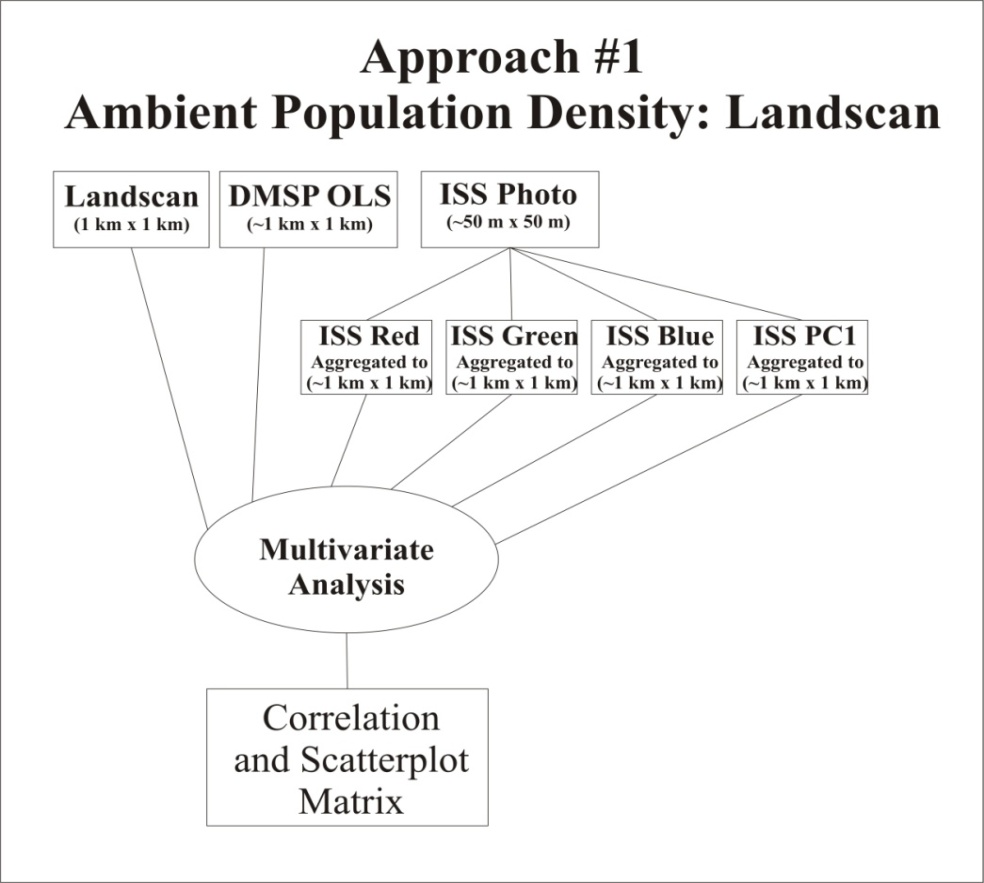 Approach #1
Ambient Population Density: Landscan
Landscan
(1 km x 1 km)
DMSP OLS
(~1 km x 1 km)
ISS Photo
(~50 m x 50 m)
ISS Red
Aggregated to
(~1 km x 1 km)
ISS Green
Aggregated to
(~1 km x 1 km)
ISS Blue
Aggregated to
(~1 km x 1 km)
ISS PC1
Aggregated to
(~1 km x 1 km)
Multivariate
Analysis
Correlation
and Scatterplot
Matrix